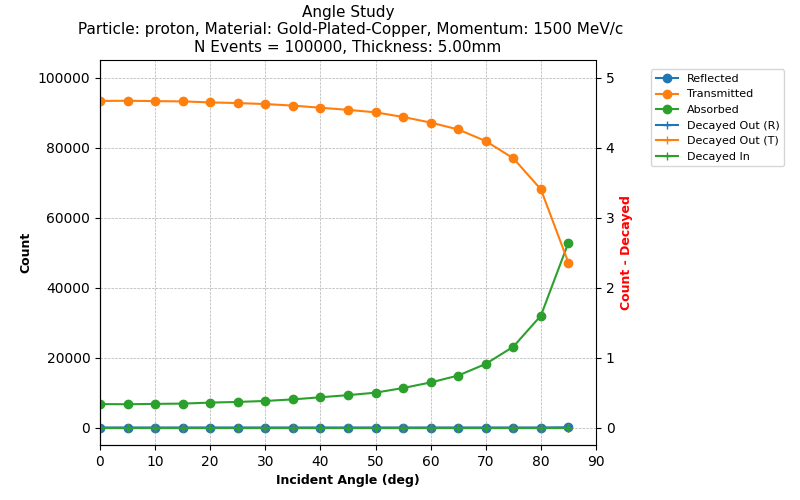 Angle Study
Particle: proton, Material: Gold-Plated-Copper, Momentum: 1500 MeV/c
N Events = 100000, Thickness: 5.00mm
100000
80000
60000
40000
20000
0
Count
5
4
3
2
1
0
Count - Decayed
0 10 20 30 40 50 60 70 80 90
Incident Angle (deg)
Reflected
Transmitted
Absorbed
Decayed Out (R)
Decayed Out (T)
Decayed In